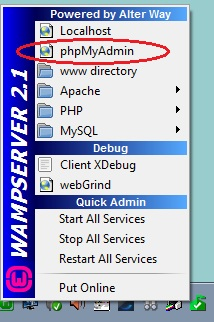 Powered by Alter Way
Localhost
phpMyAdmin
www directory
Apache
PHP
MySQL
Debug
Client XDebug
webGrind
Quick Admin
Start All Services
Stop All Services
Restart All Services
Put Online
WAMPSERVER 2.1